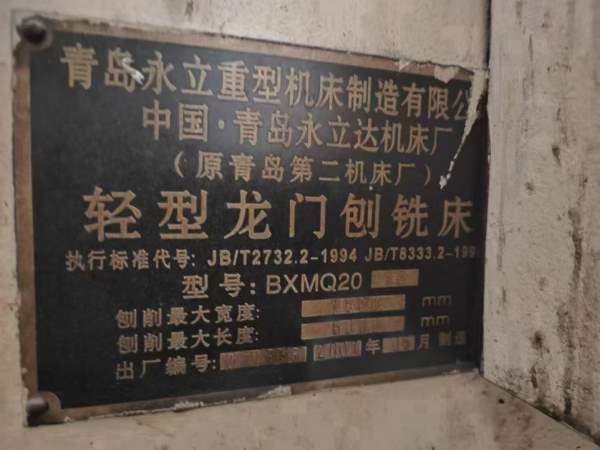 青岛永立重型机床制造有限公
中国·青岛永立达机床厂
(原青岛第二机床厂)
轻型龙门刨铣床
执行标准代号: JB/T2732.2-1994 JB/T8333.2-199
型号: BXMQ20
刨削最大宽度: mm
刨削最大长度: mm
出厂编号: 年 月 制造